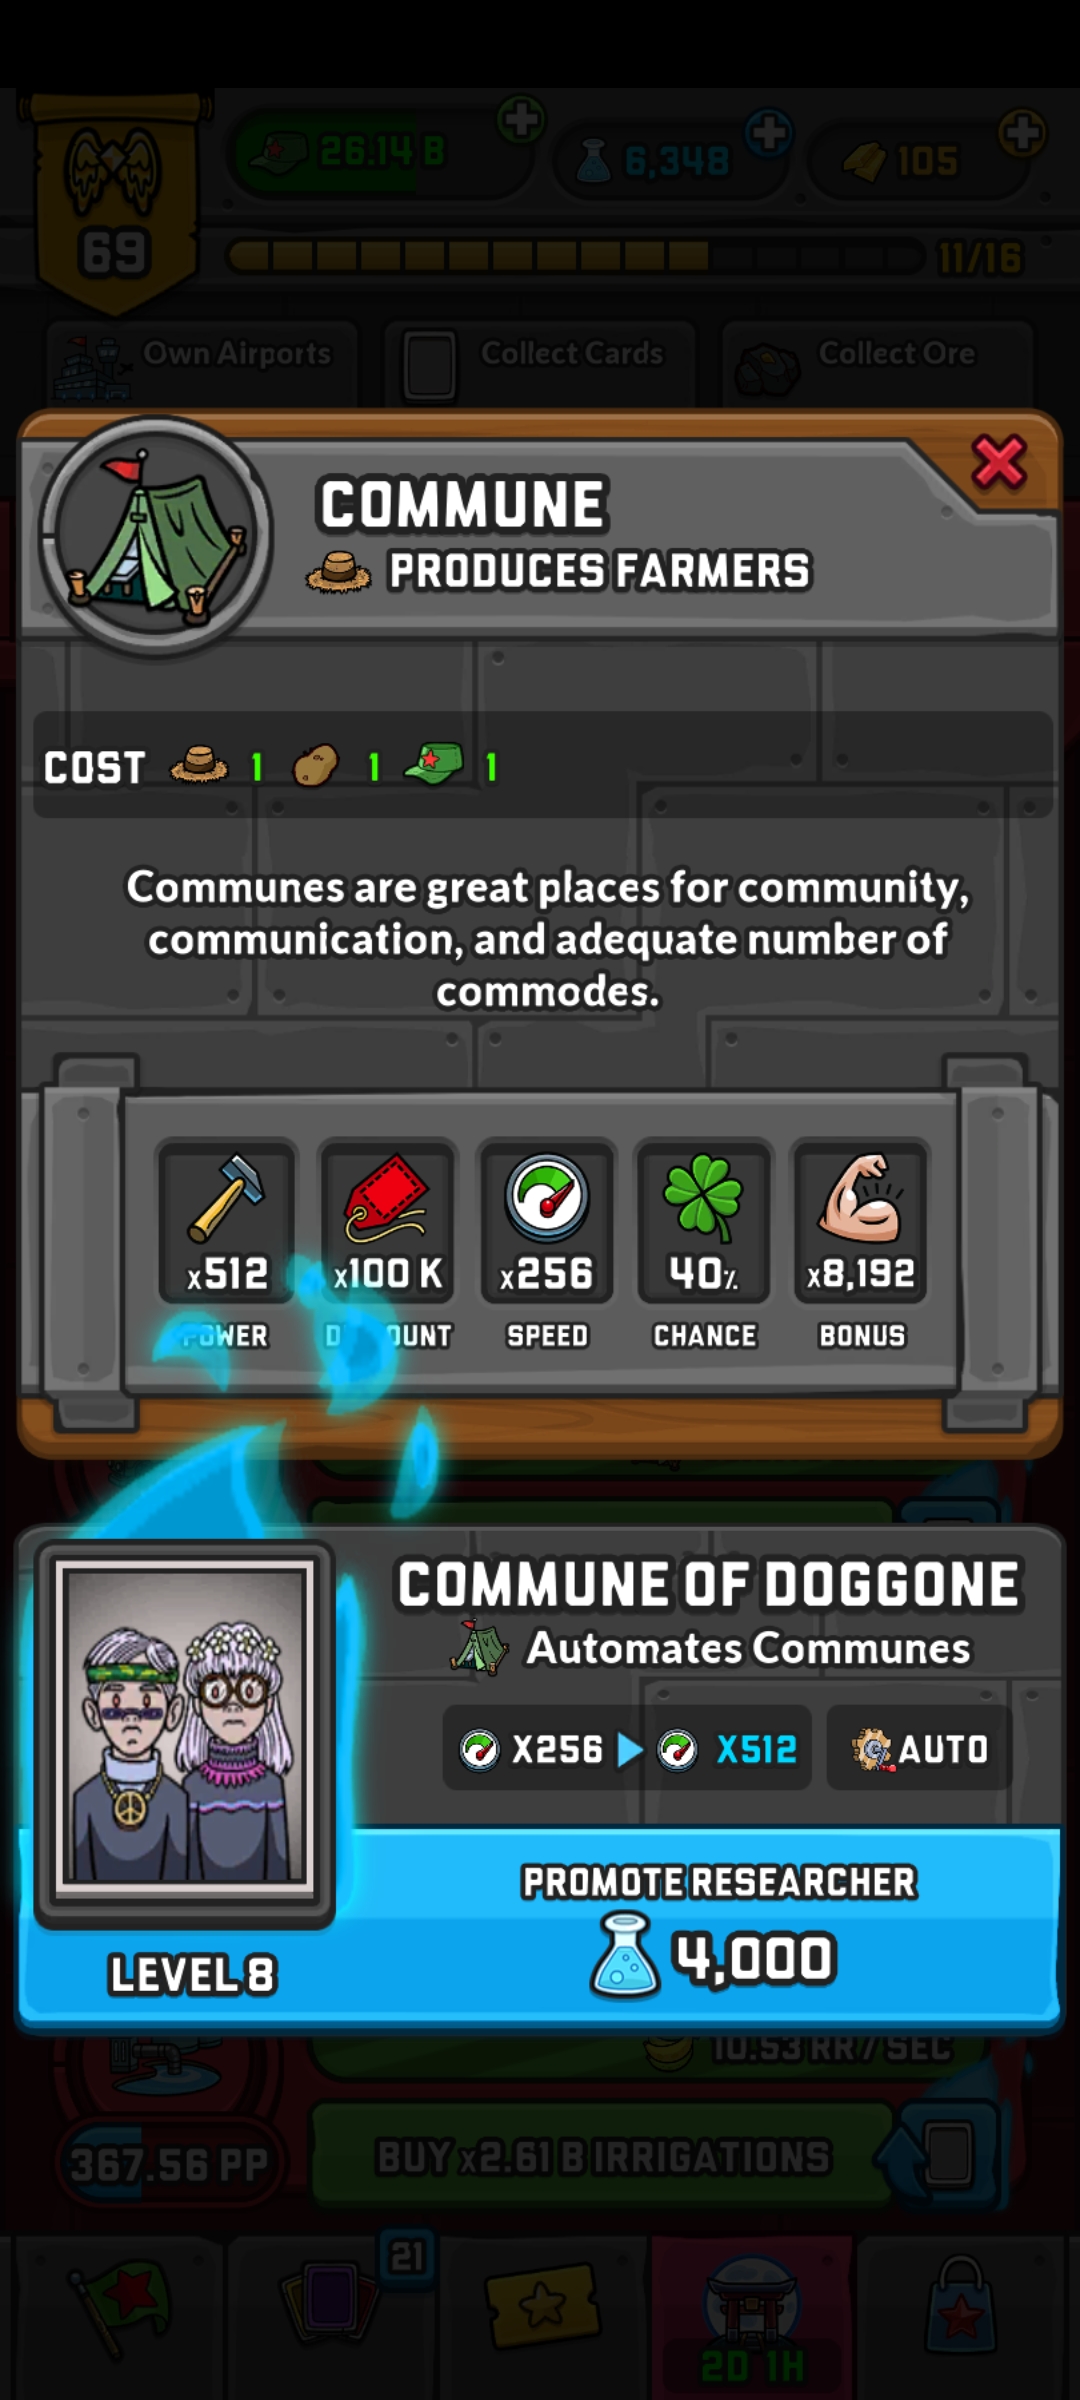 26.14 B
6,348
105
69
11/16
Own Airports
Collect Cards
Collect Ore
COMMUNE
PRODUCES FARMERS
COST 1 1 1
Communes are great places for community,
communication, and adequate number of
commodes.
x512
x100 K
x256
40%
x8,192
POWER
DISCOUNT
SPEED
CHANCE
BONUS
COMMUNE OF DOGGONE
Automates Communes
X256 X512 AUTO
PROMOTE RESEARCHER
4,000
LEVEL 8
10.53 RR / SEC
367.56 PP
BUY x2.61 B IRRIGATIONS
21
2D 1H